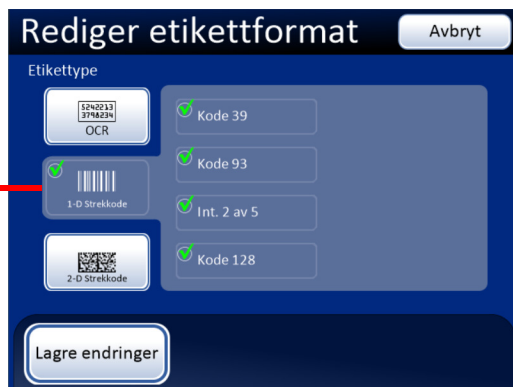 Rediger etikettformat
Avbryt
Etikettype
5242213
3798234
OCR
Kode 39
Kode 93
1-D Strekkode
Int. 2 av 5
2-D Strekkode
Kode 128
Lagre endringer